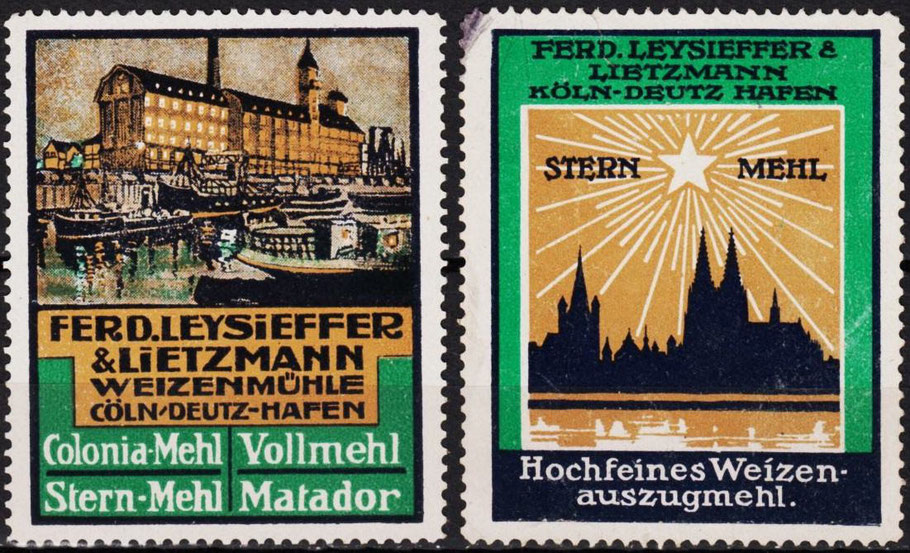 FERD.LEYSiEFFER
& LiETZMANN
WEIZENMÜHLE
CÖLN-DEUTZ-HAFEN
Colonia-Mehl Vollmehl
Stern-Mehl Matador
FERD. LEYSIEFFER &
LIETZMANN
KÖLN-DEUTZ HAFEN
STERN MEHL
Hochfeines Weizen-
auszugmehl.